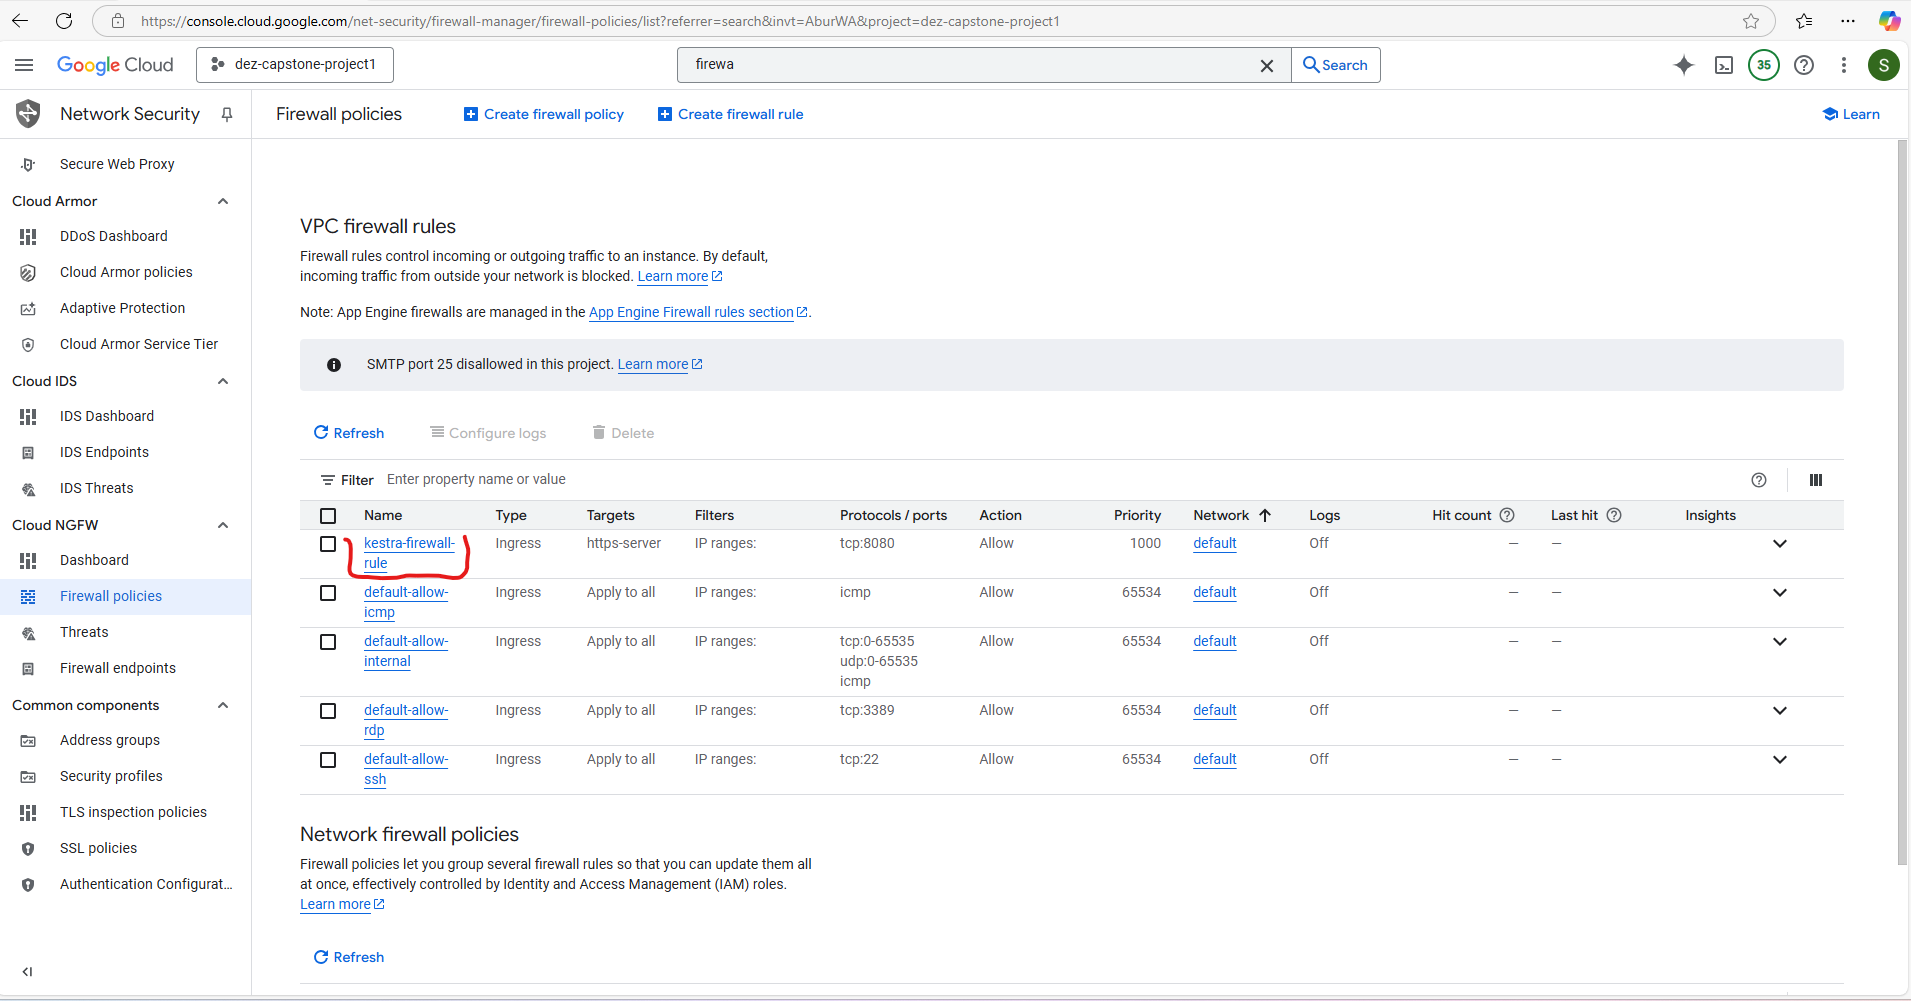 https://console.cloud.google.com/net-security/firewall-manager/firewall-policies/list?referrer=search&invt=AburWA&project=dez-capstone-project1
Google Cloud
dez-capstone-project1
firewa
Search
35
S
Network Security
Firewall policies
Create firewall policy
Create firewall rule
Learn
Secure Web Proxy
Cloud Armor
DDoS Dashboard
Cloud Armor policies
Adaptive Protection
Cloud Armor Service Tier
Cloud IDS
IDS Dashboard
IDS Endpoints
IDS Threats
Cloud NGFW
Dashboard
Firewall policies
Threats
Firewall endpoints
Common components
Address groups
Security profiles
TLS inspection policies
SSL policies
Authentication Configurat...
VPC firewall rules
Firewall rules control incoming or outgoing traffic to an instance. By default,
incoming traffic from outside your network is blocked. Learn more
Note: App Engine firewalls are managed in the App Engine Firewall rules section.
SMTP port 25 disallowed in this project. Learn more
Refresh Configure logs Delete
Filter Enter property name or value
Name Type Targets Filters Protocols / ports Action Priority Network Logs Hit count Last hit Insights
kestra-firewall- Ingress https-server IP ranges: tcp:8080 Allow 1000 default Off — —
rule
default-allow- Ingress Apply to all IP ranges: icmp Allow 65534 default Off — —
icmp
default-allow- Ingress Apply to all IP ranges: tcp:0-65535 Allow 65534 default Off — —
internal udp:0-65535
icmp
default-allow- Ingress Apply to all IP ranges: tcp:3389 Allow 65534 default Off — —
rdp
default-allow- Ingress Apply to all IP ranges: tcp:22 Allow 65534 default Off — —
ssh
Network firewall policies
Firewall policies let you group several firewall rules so that you can update them all
at once, effectively controlled by Identity and Access Management (IAM) roles.
Learn more
Refresh